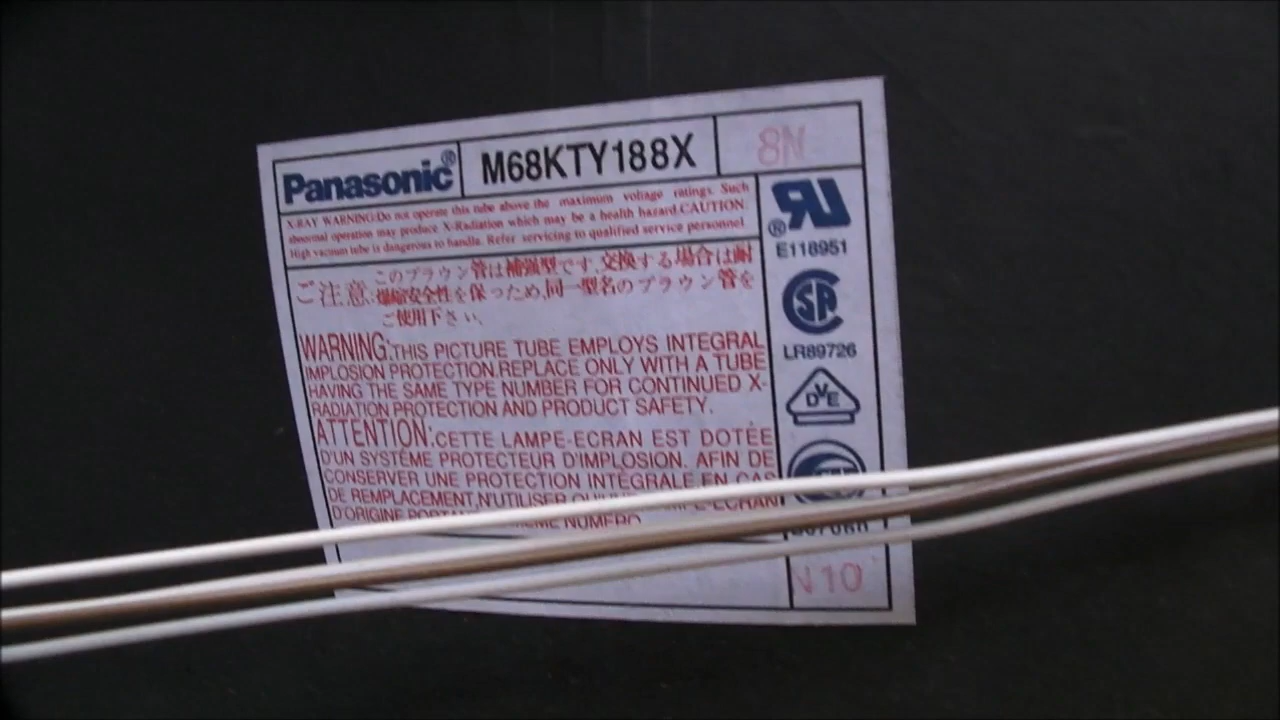 Panasonic®
M68KTY188X
8N
X-RAY WARNING:Do not operate this tube above the maximum voltage ratings. Such
abnormal operation may produce X-Radiation which may be a health hazard.CAUTION.
High vacuum tube is dangerous to handle. Refer servicing to qualified service personnel
ご注意:このブラウン管は補強型です,交換する場合は耐
爆縮安全性を保つため,同一型名のブラウン管を
ご使用下さい、
WARNING:THIS PICTURE TUBE EMPLOYS INTEGRAL
IMPLOSION PROTECTION.REPLACE ONLY WITH A TUBE
HAVING THE SAME TYPE NUMBER FOR CONTINUED X-
RADIATION PROTECTION AND PRODUCT SAFETY.
ATTENTION:CETTE LAMPE-ECRAN EST DOTÉE
D'UN SYSTÈME PROTECTEUR D'IMPLOSION. AFIN DE
CONSERVER UNE PROTECTION INTÉGRALE EN CAS
DE REMPLACEMENT,N'UTILISER
D'ORIGINE NUMERO
RU ®
E118951
SA
LR89726
DVE
N10